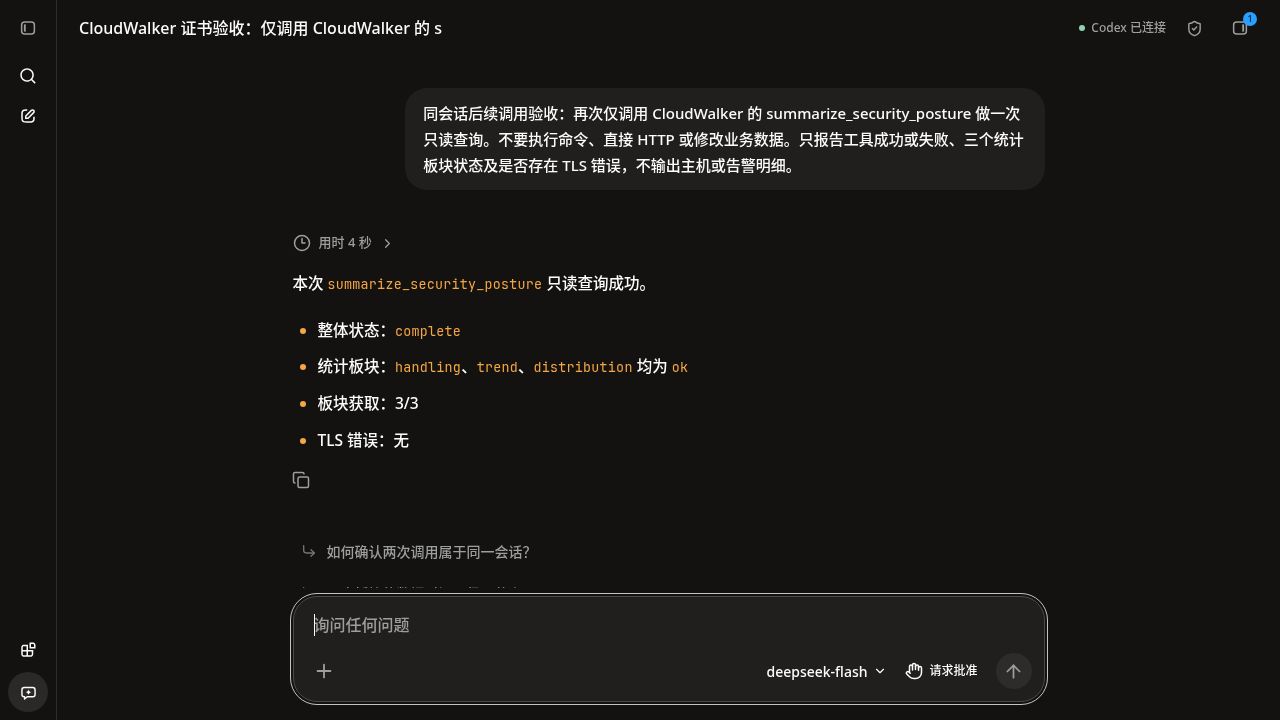 CloudWalker 证书验收：仅调用 CloudWalker 的 s
Codex 已连接
1
同会话后续调用验收：再次仅调用 CloudWalker 的 summarize_security_posture 做一次
只读查询。不要执行命令、直接 HTTP 或修改业务数据。只报告工具成功或失败、三个统计
板块状态及是否存在 TLS 错误，不输出主机或告警明细。
用时 4 秒
本次 summarize_security_posture 只读查询成功。
整体状态：complete
统计板块：handling、trend、distribution 均为 ok
板块获取：3/3
TLS 错误：无
如何确认两次调用属于同一会话？
询问任何问题
deepseek-flash
请求批准